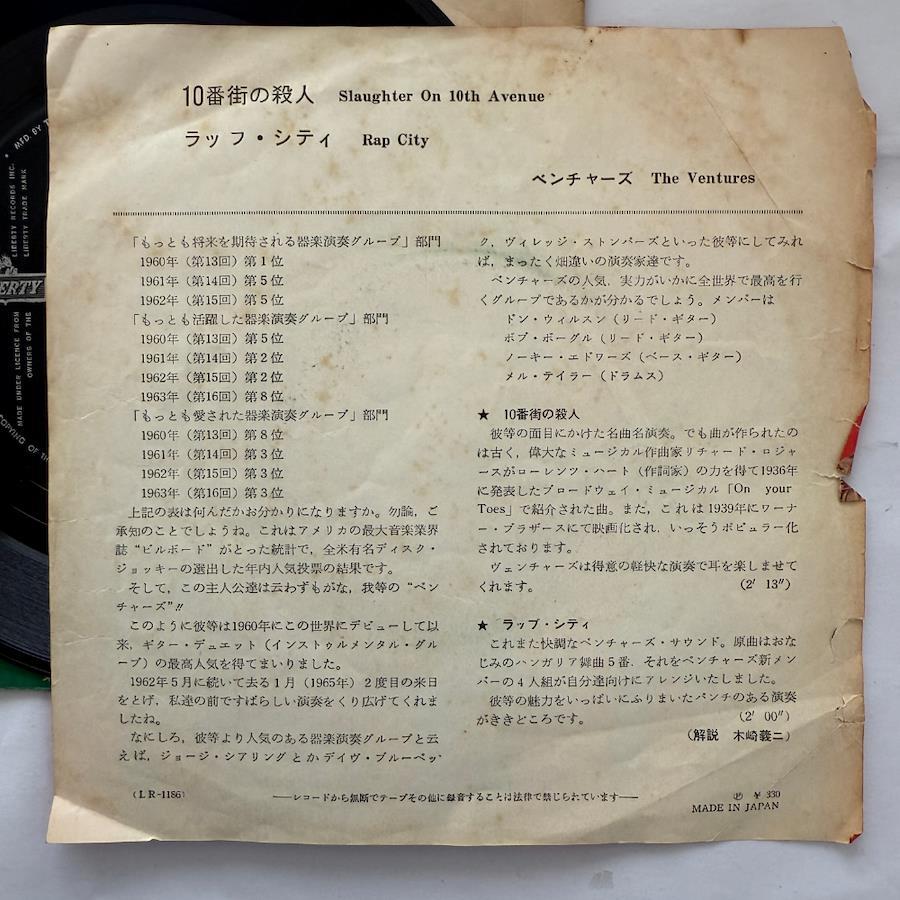 10番街の殺人 Slaughter On 10th Avenue
ラッフ・シティ Rap City
ベンチャーズ The Ventures
「もっとも将来を期待される器楽演奏グループ」部門
1960年（第13回）第1位
1961年（第14回）第5位
1962年（第15回）第5位
「もっとも活躍した器楽演奏グループ」部門
1960年（第13回）第5位
1961年（第14回）第2位
1962年（第15回）第2位
1963年（第16回）第8位
「もっとも愛された器楽演奏グループ」部門
1960年（第13回）第8位
1961年（第14回）第3位
1962年（第15回）第3位
1963年（第16回）第3位
上記の表は何んだかお分かりになりますか。勿論，ご
承知のことでしょうね。これはアメリカの最大音楽業界
誌“ビルボード”がとった統計で，全米有名ディスク・
ジョッキーの選出した年内人気投票の結果です。
そして，この主人公達は云わずもがな，我等の“ベン
チャーズ”!!
このように彼等は1960年にこの世界にデビューして以
来，ギター・デュエット（インストゥルメンタル・グル
ープ）の最高人気を得てまいりました。
1962年5月に続いて去る1月（1965年）2度目の来日
をとげ，私達の前ですばらしい演奏をくり広げてくれま
したね。
なにしろ，彼等より人気のある器楽演奏グループと云
えば，ジョージ・シアリングとかデイヴ・ブルーベッ
ク，ヴィレッジ・ストンパーズといった彼等にしてみれ
ば，まったく畑違いの演奏家達です。
ベンチャーズの人気，実力がいかに全世界で最高を行
くグループであるかが分かるでしょう。メンバーは
ドン・ウィルスン（リード・ギター）
ボブ・ボーグル（リード・ギター）
ノーキー・エドワーズ（ベース・ギター）
メル・テイラー（ドラムス）
★ 10番街の殺人
彼等の面目にかけた名曲名演奏。でも曲が作られたの
は古く，偉大なミュージカル作曲家リチャード・ロジャ
ースがローレンツ・ハート（作詞家）の力を得て1936年
に発表したブロードウェイ・ミュージカル「On your
Toes」で紹介された曲。まだ，これは1939年にワーナ
ー・ブラザースにて映画化され，いっそうポピュラー化
されております。
ヴェンチャーズは得意の軽快な演奏で耳を楽しませて
くれます。 (2′ 13″)
★ ラップ・シティ
これまた快調なベンチャーズ・サウンド。原曲はおな
じみのハンガリア舞曲5番，それをベンチャーズ新メン
バーの4人組が自分達向けにアレンジいたしました。
彼等の魅力をいっぱいにふりまいたパンチのある演奏
がききどころです。 (2′ 00″)
（解説 木崎義二）
(LR-1186)
──レコードから無断でテープその他に録音することは法律で禁じられています──
Ⓟ ¥ 330
MADE IN JAPAN
MFD BY T
LIBERTY RECORDS INC.
LIBERTY TRADE MARK
ERTY
MADE UNDER LICENCE FROM
OWNERS OF THE
COPYING OF TH